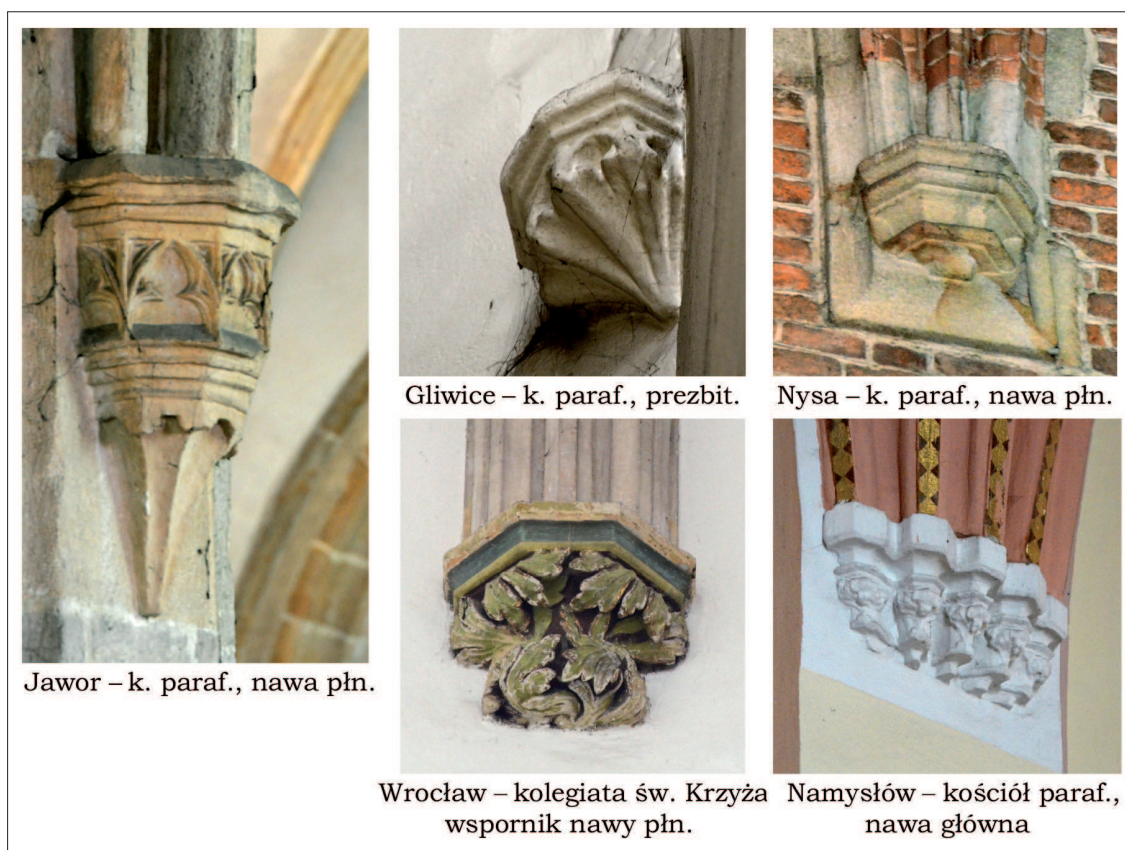 Jawor – k. paraf., nawa płn.
Gliwice – k. paraf., prezbit.
Nysa – k. paraf., nawa płn.
Wrocław – kolegiata św. Krzyża
wspornik nawy płn.
Namysłów – kościół paraf.,
nawa główna